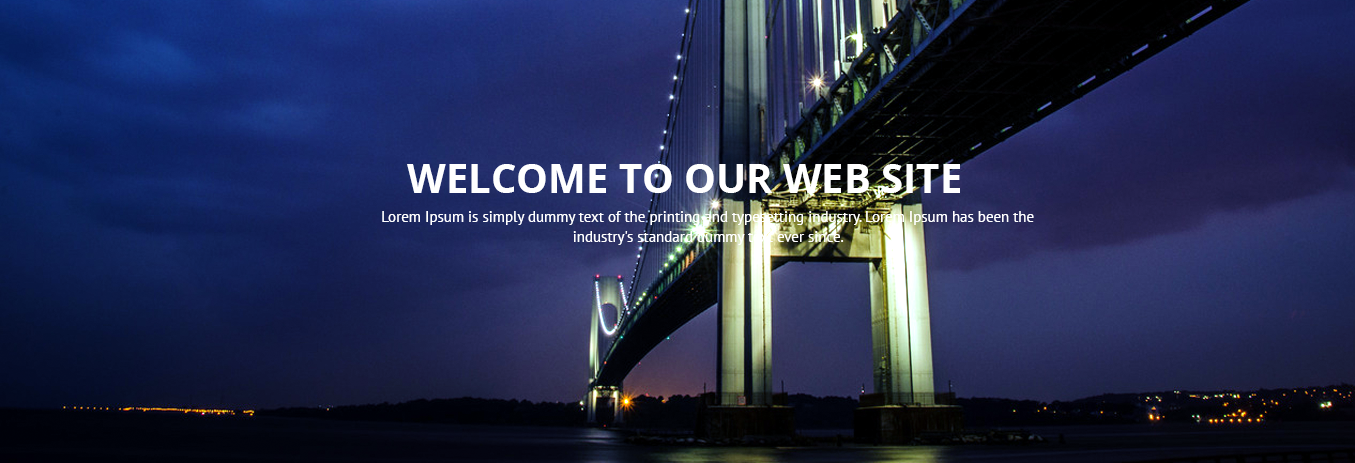 WELCOME TO OUR WEB SITE
Lorem Ipsum is simply dummy text of the printing and typesetting industry. Lorem Ipsum has been the
industry's standard dummy text ever since.